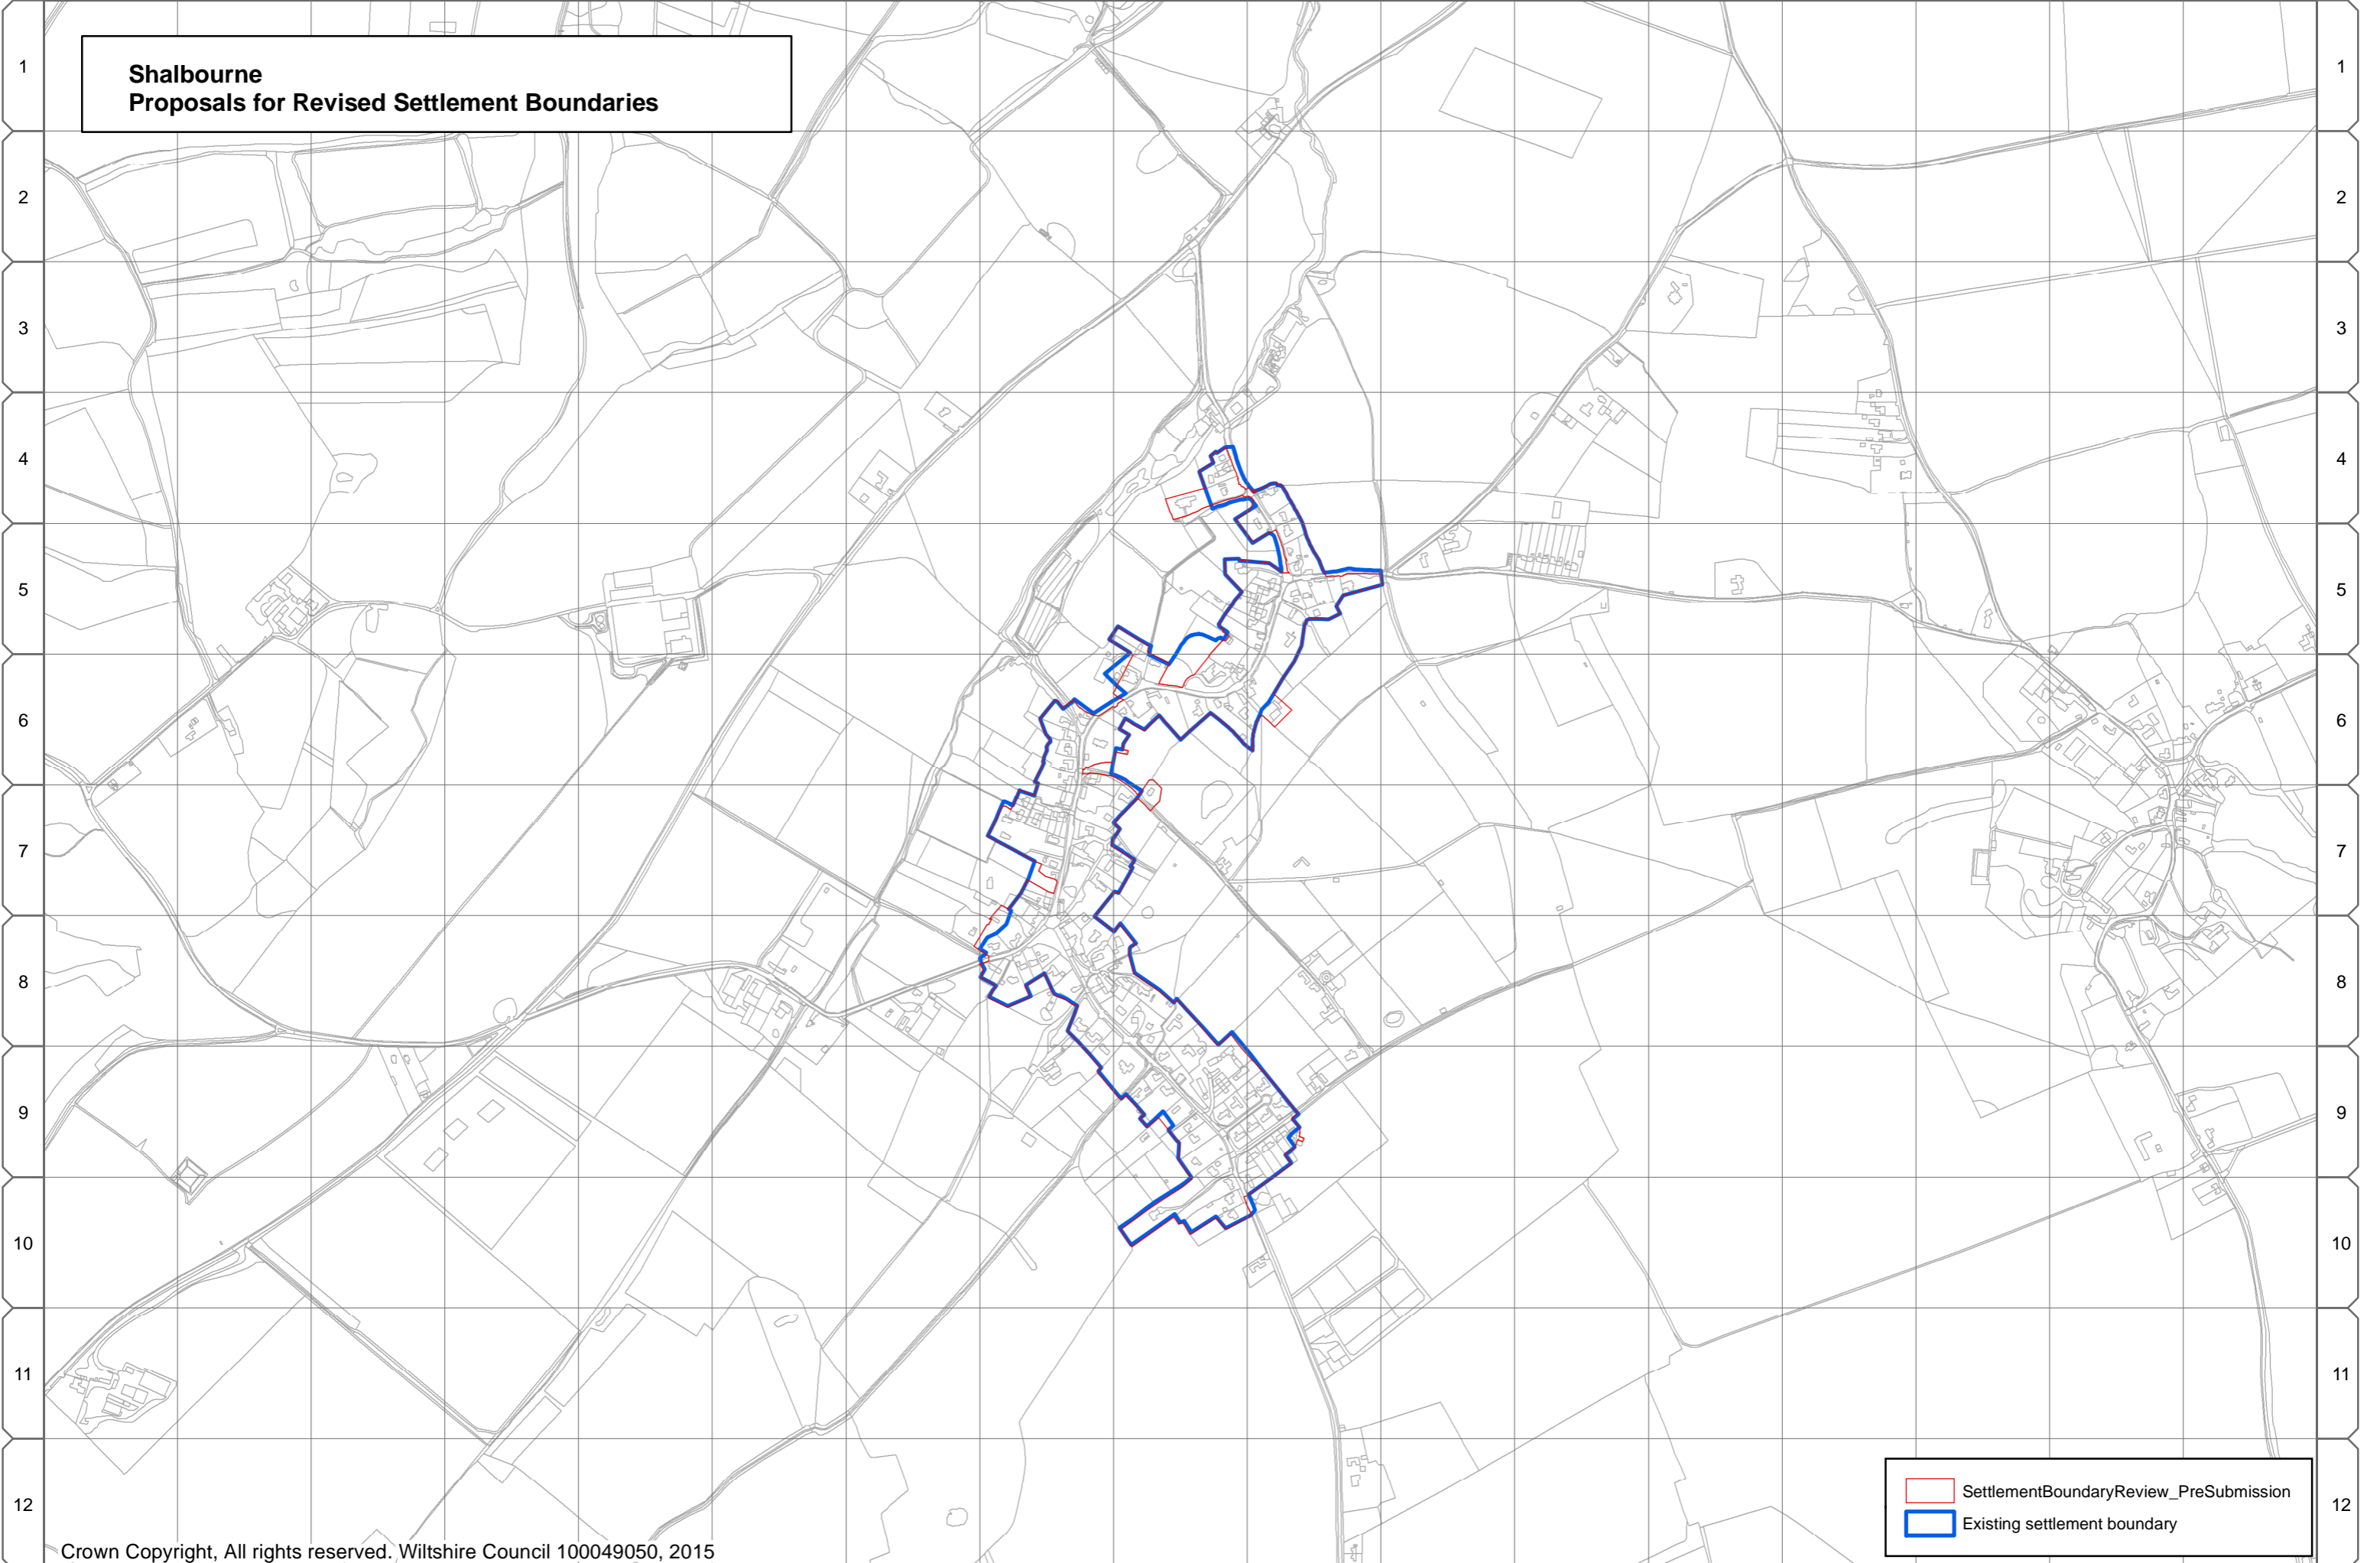 Shalbourne
Proposals for Revised Settlement Boundaries
1 1
2 2
3 3
4 4
5 5
6 6
7 7
8 8
9 9
10 10
11 11
12 12
SettlementBoundaryReview_PreSubmission
Existing settlement boundary
Crown Copyright, All rights reserved. Wiltshire Council 100049050, 2015